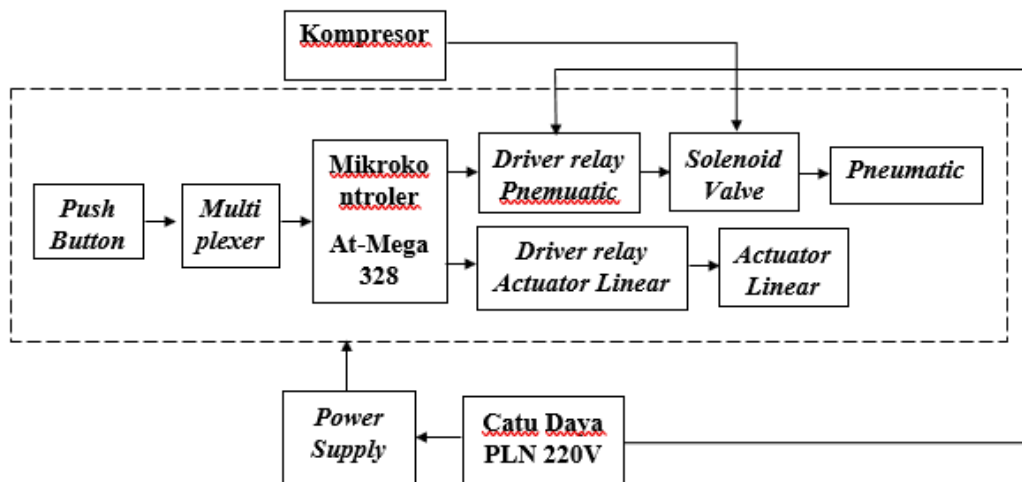 Kompresor
Push
Button
Multi
plexer
Mikroko
ntroler
At-Mega
328
Driver relay
Pnemuatic
Solenoid
Valve
Pneumatic
Driver relay
Actuator Linear
Actuator
Linear
Power
Supply
Catu Daya
PLN 220V